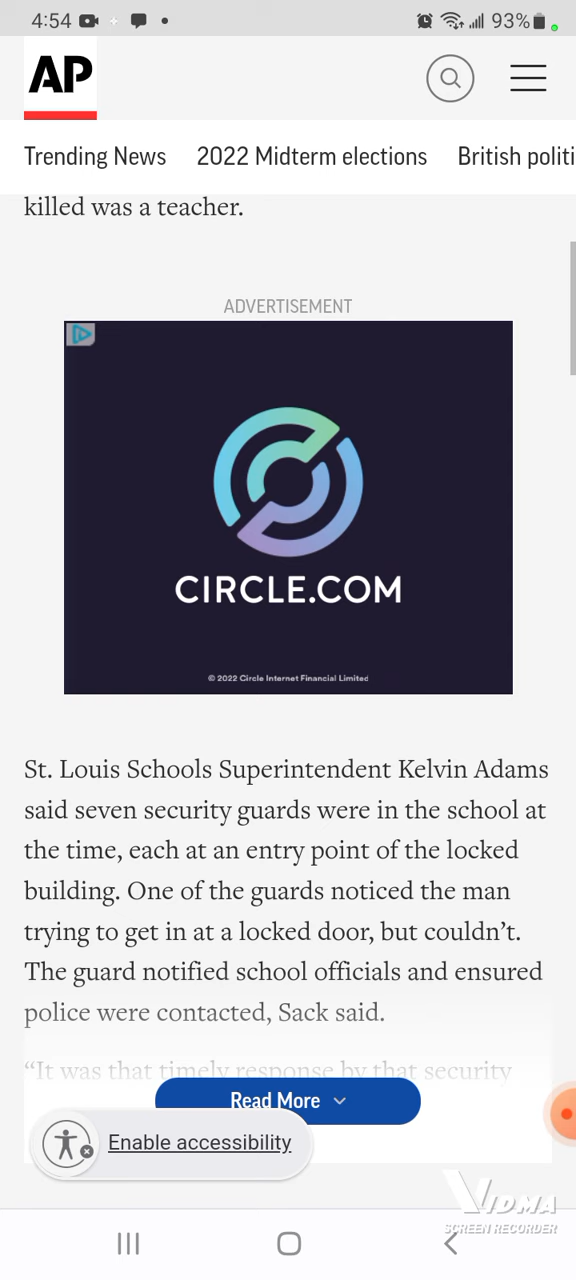 4:54
93%
AP
Trending News 2022 Midterm elections British politi
killed was a teacher.
ADVERTISEMENT
CIRCLE.COM
© 2022 Circle Internet Financial Limited
St. Louis Schools Superintendent Kelvin Adams
said seven security guards were in the school at
the time, each at an entry point of the locked
building. One of the guards noticed the man
trying to get in at a locked door, but couldn’t.
The guard notified school officials and ensured
police were contacted, Sack said.
“It was that timely response by that security
Read More
Enable accessibility
VIDMA
SCREEN RECORDER